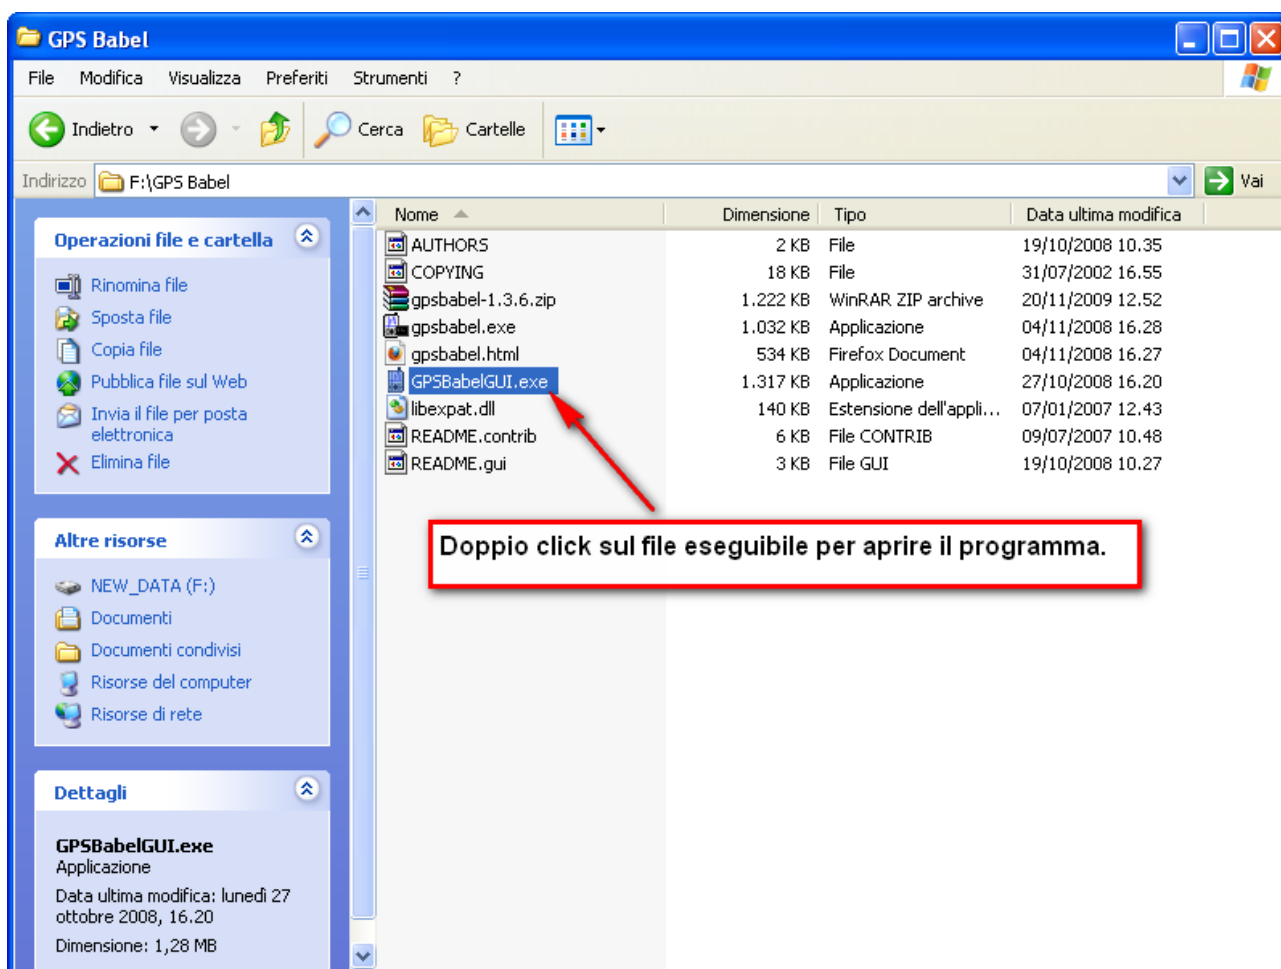 GPS Babel
File Modifica Visualizza Preferiti Strumenti ?
Indietro Cerca Cartelle
Indirizzo F:\GPS Babel Vai
Operazioni file e cartella
Rinomina file
Sposta file
Copia file
Pubblica file sul Web
Invia il file per posta
elettronica
Elimina file
Altre risorse
NEW_DATA (F:)
Documenti
Documenti condivisi
Risorse del computer
Risorse di rete
Dettagli
GPSBabelGUI.exe
Applicazione
Data ultima modifica: lunedì 27
ottobre 2008, 16.20
Dimensione: 1,28 MB
Nome Dimensione Tipo Data ultima modifica
AUTHORS 2 KB File 19/10/2008 10.35
COPYING 18 KB File 31/07/2002 16.55
gpsbabel-1.3.6.zip 1.222 KB WinRAR ZIP archive 20/11/2009 12.52
gpsbabel.exe 1.032 KB Applicazione 04/11/2008 16.28
gpsbabel.html 534 KB Firefox Document 04/11/2008 16.27
GPSBabelGUI.exe 1.317 KB Applicazione 27/10/2008 16.20
libexpat.dll 140 KB Estensione dell'appli... 07/01/2007 12.43
README.contrib 6 KB File CONTRIB 09/07/2007 10.48
README.gui 3 KB File GUI 19/10/2008 10.27
Doppio click sul file eseguibile per aprire il programma.